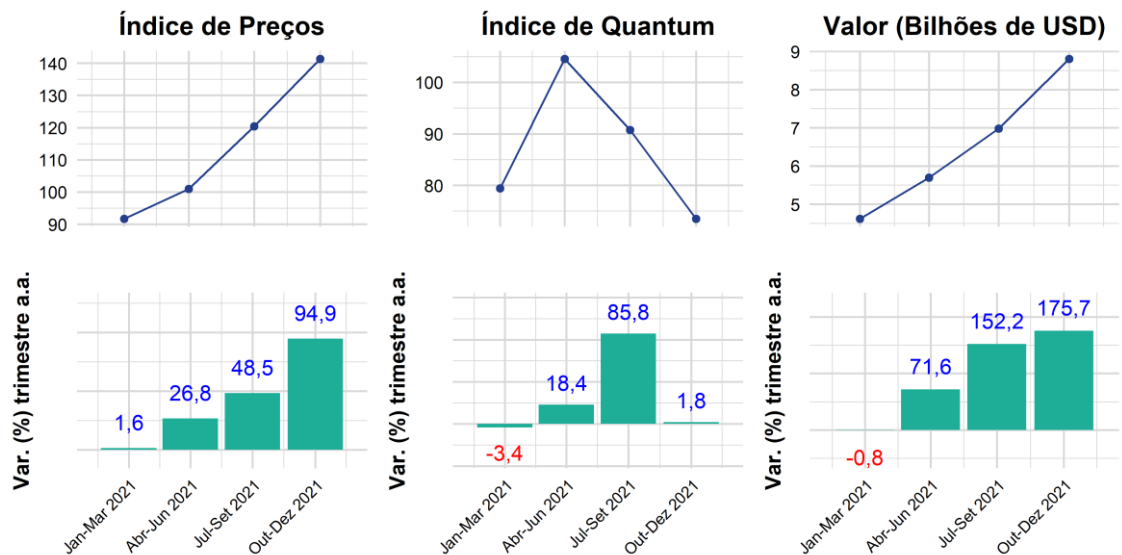 Índice de Preços
140
130
120
110
100
90
Índice de Quantum
100
90
80
Valor (Bilhões de USD)
9
8
7
6
5
Var. (%) trimestre a.a.
1,6
26,8
48,5
94,9
Jan-Mar 2021
Abr-Jun 2021
Jul-Set 2021
Out-Dez 2021
Var. (%) trimestre a.a.
-3,4
18,4
85,8
1,8
Jan-Mar 2021
Abr-Jun 2021
Jul-Set 2021
Out-Dez 2021
Var. (%) trimestre a.a.
-0,8
71,6
152,2
175,7
Jan-Mar 2021
Abr-Jun 2021
Jul-Set 2021
Out-Dez 2021